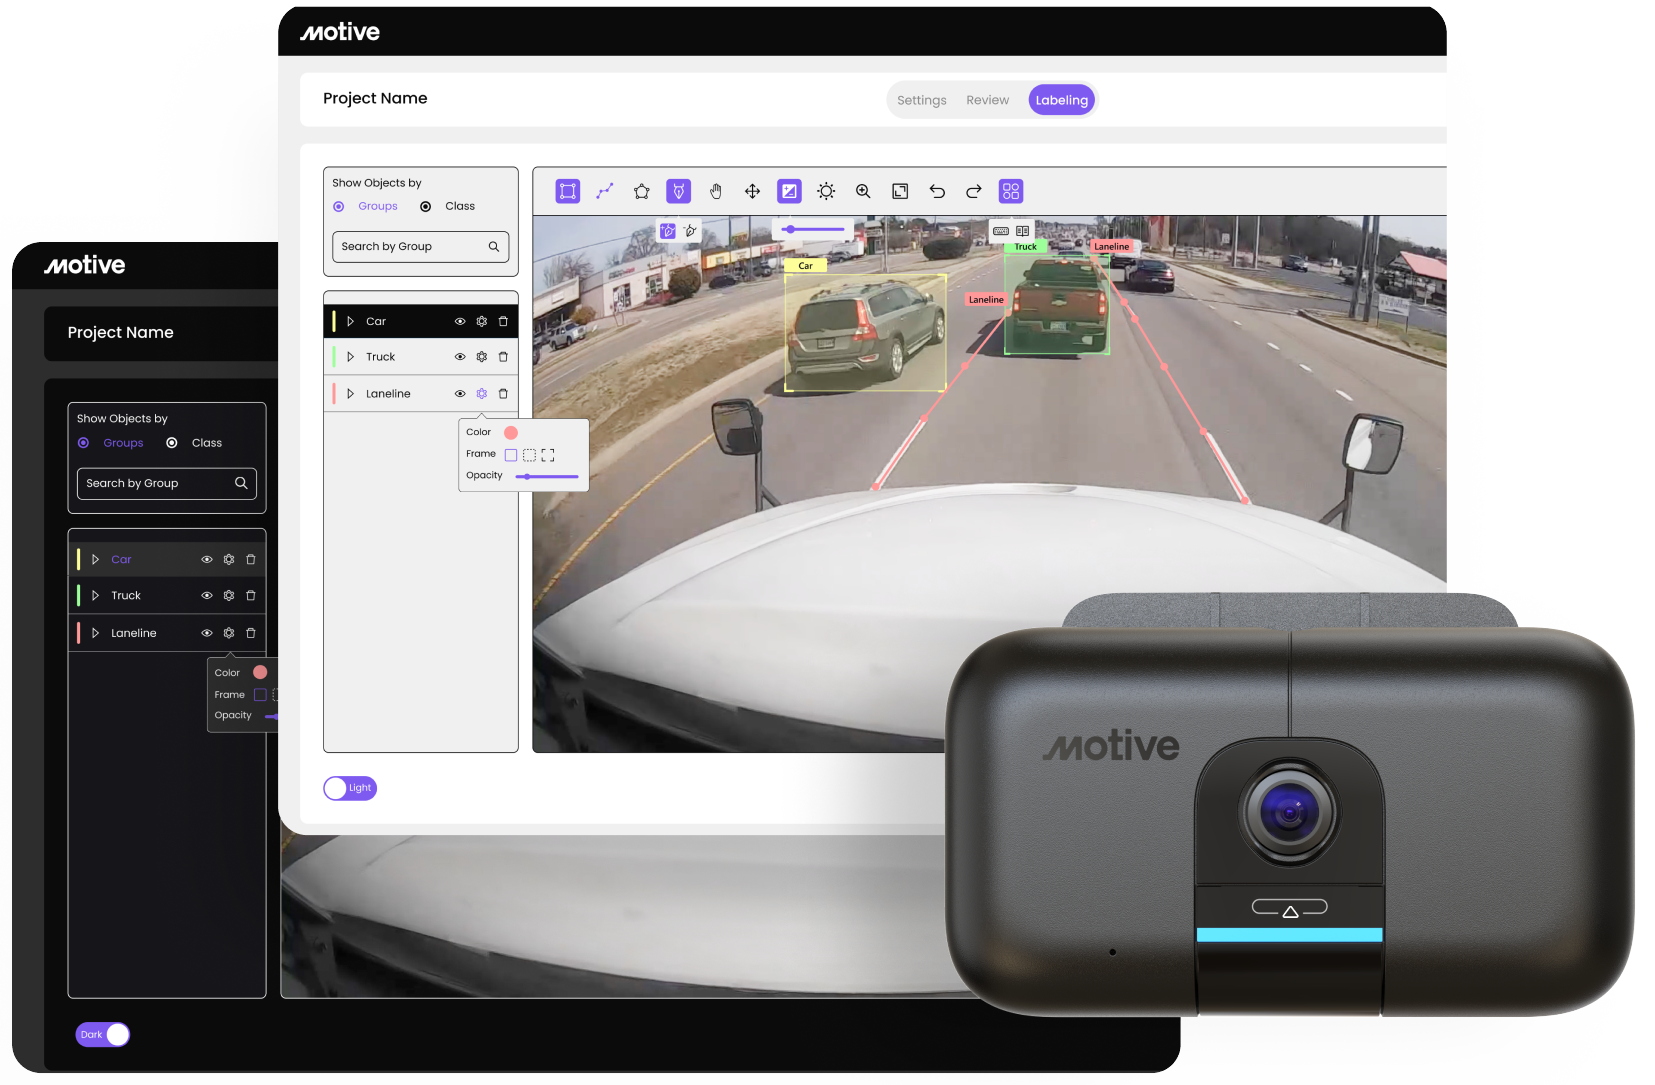 Motive
Project Name
Settings Review Labeling
Show Objects by
Groups Class
Search by Group
Car
Truck
Laneline
Color
Frame
Opacity
Car
Truck
Laneline
Laneline
Light
Motive
Project Name
Show Objects by
Groups Class
Search by Group
Car
Truck
Laneline
Color
Frame
Opacity
Dark
Motive